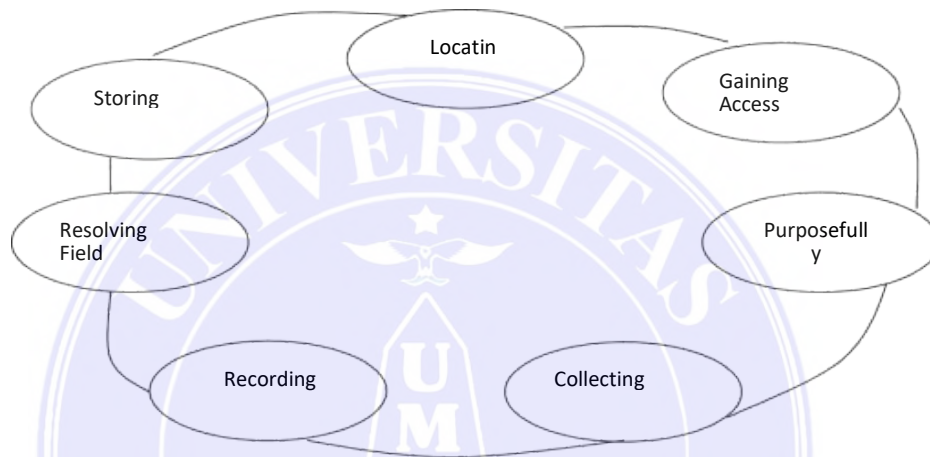 Locatin
Gaining
Access
Storing
Resolving
Field
Purposefull
y
Recording
Collecting
UNIVERSITAS
U
M